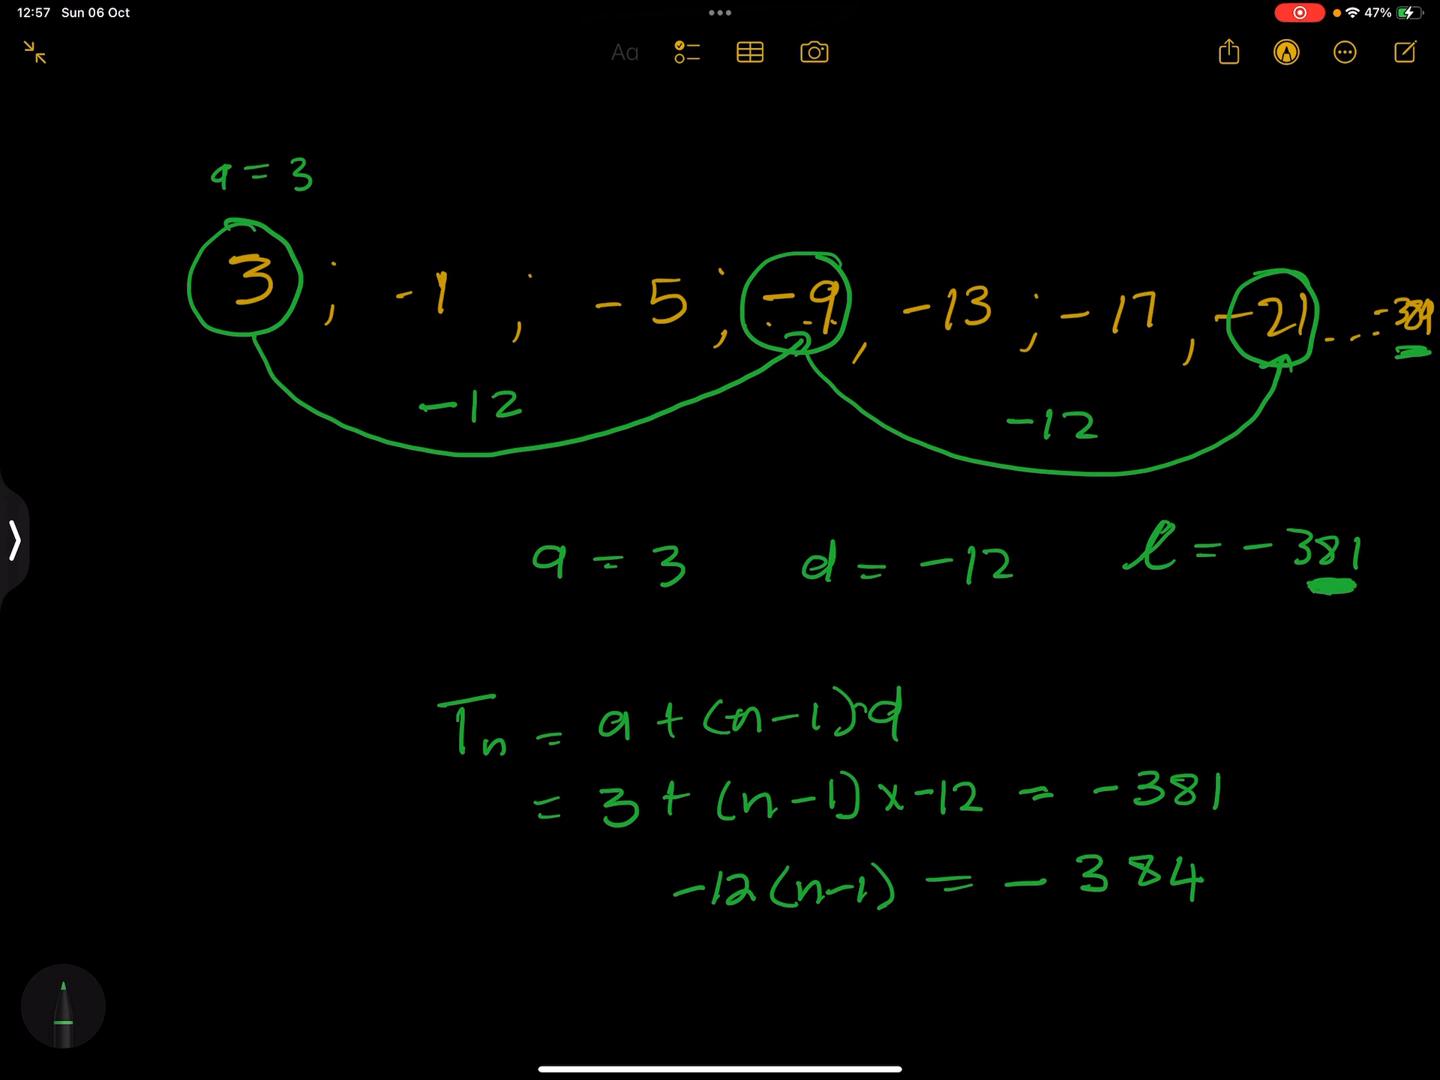 12:57 Sun 06 Oct
47%
Aa
a = 3
3 ; -1 ; -5 ; -9 , -13 ; -17 , -21 ... -381
-12
-12
a = 3 d = -12 l = -381
Tn = a + (n-1)d
= 3 + (n-1) x -12 = -381
-12(n-1) = -384